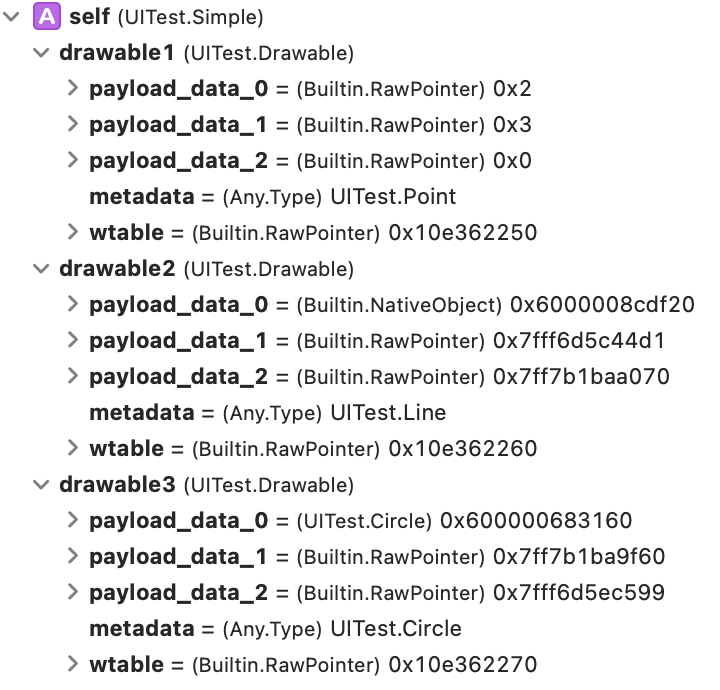 A self (UITest.Simple)
drawable1 (UITest.Drawable)
payload_data_0 = (Builtin.RawPointer) 0x2
payload_data_1 = (Builtin.RawPointer) 0x3
payload_data_2 = (Builtin.RawPointer) 0x0
metadata = (Any.Type) UITest.Point
wtable = (Builtin.RawPointer) 0x10e362250
drawable2 (UITest.Drawable)
payload_data_0 = (Builtin.NativeObject) 0x6000008cdf20
payload_data_1 = (Builtin.RawPointer) 0x7fff6d5c44d1
payload_data_2 = (Builtin.RawPointer) 0x7ff7b1baa070
metadata = (Any.Type) UITest.Line
wtable = (Builtin.RawPointer) 0x10e362260
drawable3 (UITest.Drawable)
payload_data_0 = (UITest.Circle) 0x600000683160
payload_data_1 = (Builtin.RawPointer) 0x7ff7b1ba9f60
payload_data_2 = (Builtin.RawPointer) 0x7fff6d5ec599
metadata = (Any.Type) UITest.Circle
wtable = (Builtin.RawPointer) 0x10e362270